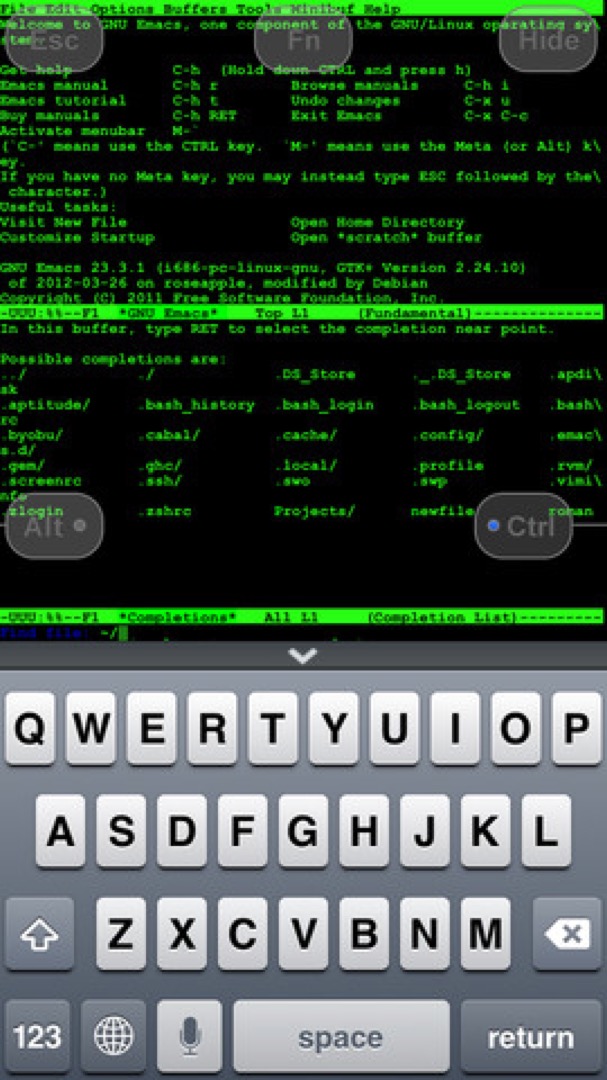 File Edit Options Buffers Tools Minibuf Help
Welcome to GNU Emacs, one component of the GNU/Linux operating sy\
stem.
Esc Fn Hide
Get help C-h (Hold down CTRL and press h)
Emacs manual C-h r Browse manuals C-h i
Emacs tutorial C-h t Undo changes C-x u
Buy manuals C-h RET Exit Emacs C-x C-c
Activate menubar M-`
(`C-' means use the CTRL key. `M-' means use the Meta (or Alt) k\
ey.
If you have no Meta key, you may instead type ESC followed by the\
character.)
Useful tasks:
Visit New File Open Home Directory
Customize Startup Open *scratch* buffer
GNU Emacs 23.3.1 (i686-pc-linux-gnu, GTK+ Version 2.24.10)
of 2012-03-26 on roseapple, modified by Debian
Copyright (C) 2011 Free Software Foundation, Inc.
-UUU:%%--F1 *GNU Emacs* Top L1 (Fundamental)---------------
In this buffer, type RET to select the completion near point.
Possible completions are:
../ ./ .DS_Store ._.DS_Store .apdi\
sk
.aptitude/ .bash_history .bash_login .bash_logout .bash\
rc
.byobu/ .cabal/ .cache/ .config/ .emac\
s.d/
.gem/ .ghc/ .local/ .profile .rvm/
.screenrc .ssh/ .swo .swp .vimi\
nfo
.zlogin .zshrc Projects/ newfile roman
Alt Ctrl
-UUU:%%--F1 *Completions* All L1 (Completion List)---------
Find file: ~/
Q W E R T Y U I O P
A S D F G H J K L
Z X C V B N M
123 space return